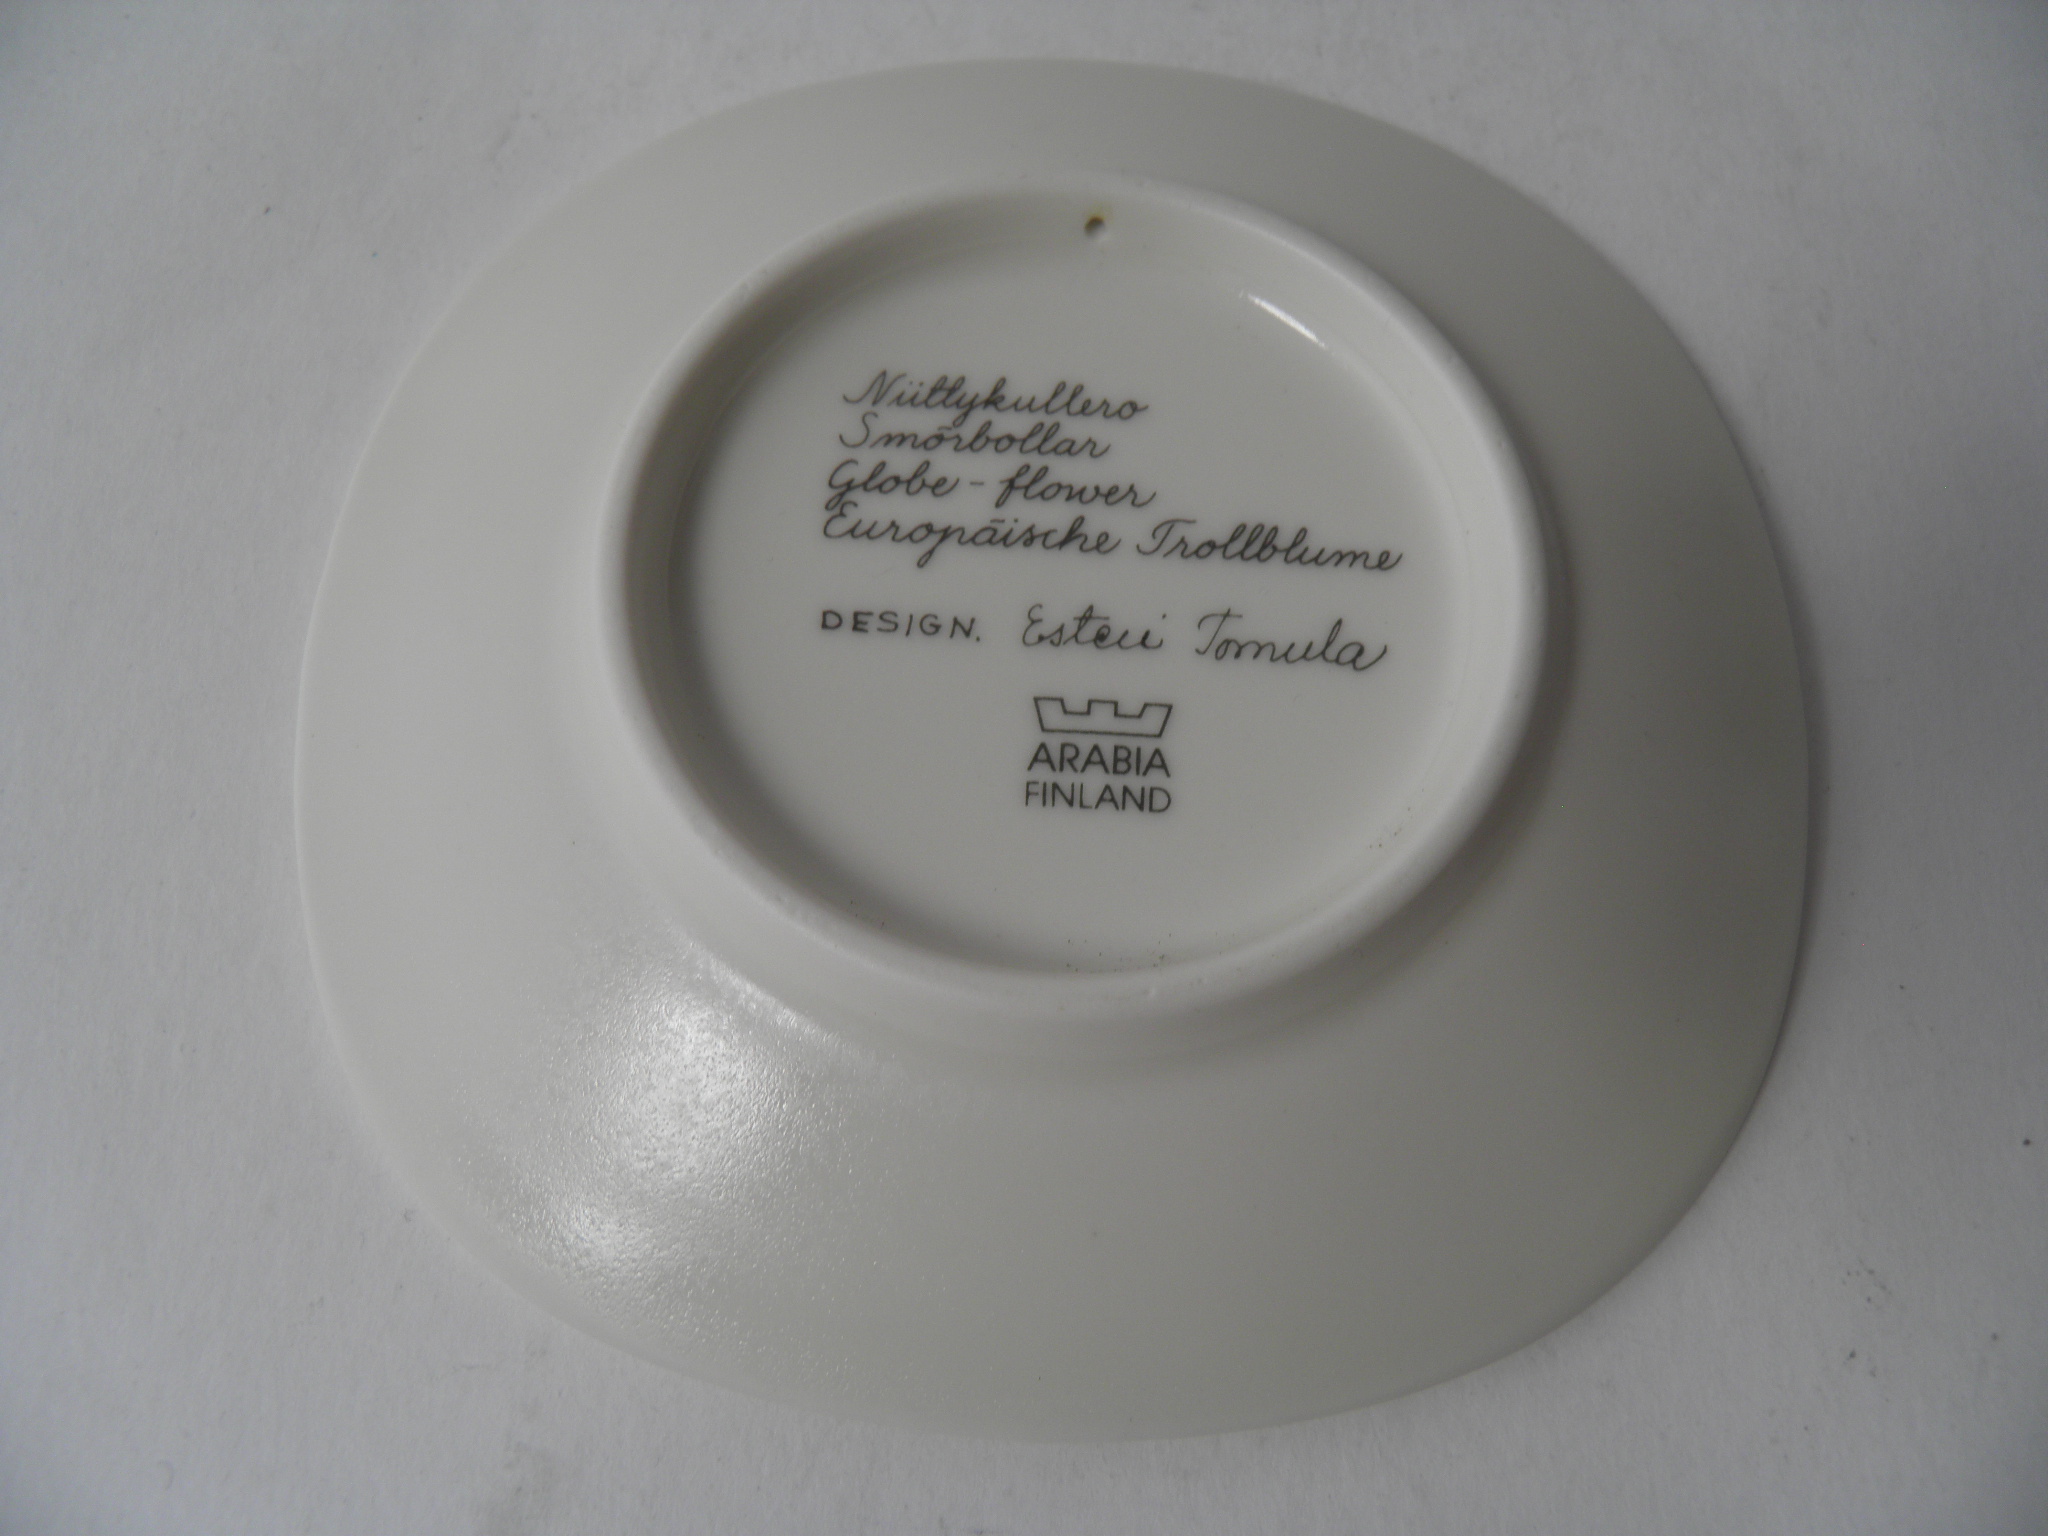 Niittykullero
Smörbollar
Globe-flower
Europäische Trollblume
DESIGN. Esteri Tomula
ARABIA
FINLAND